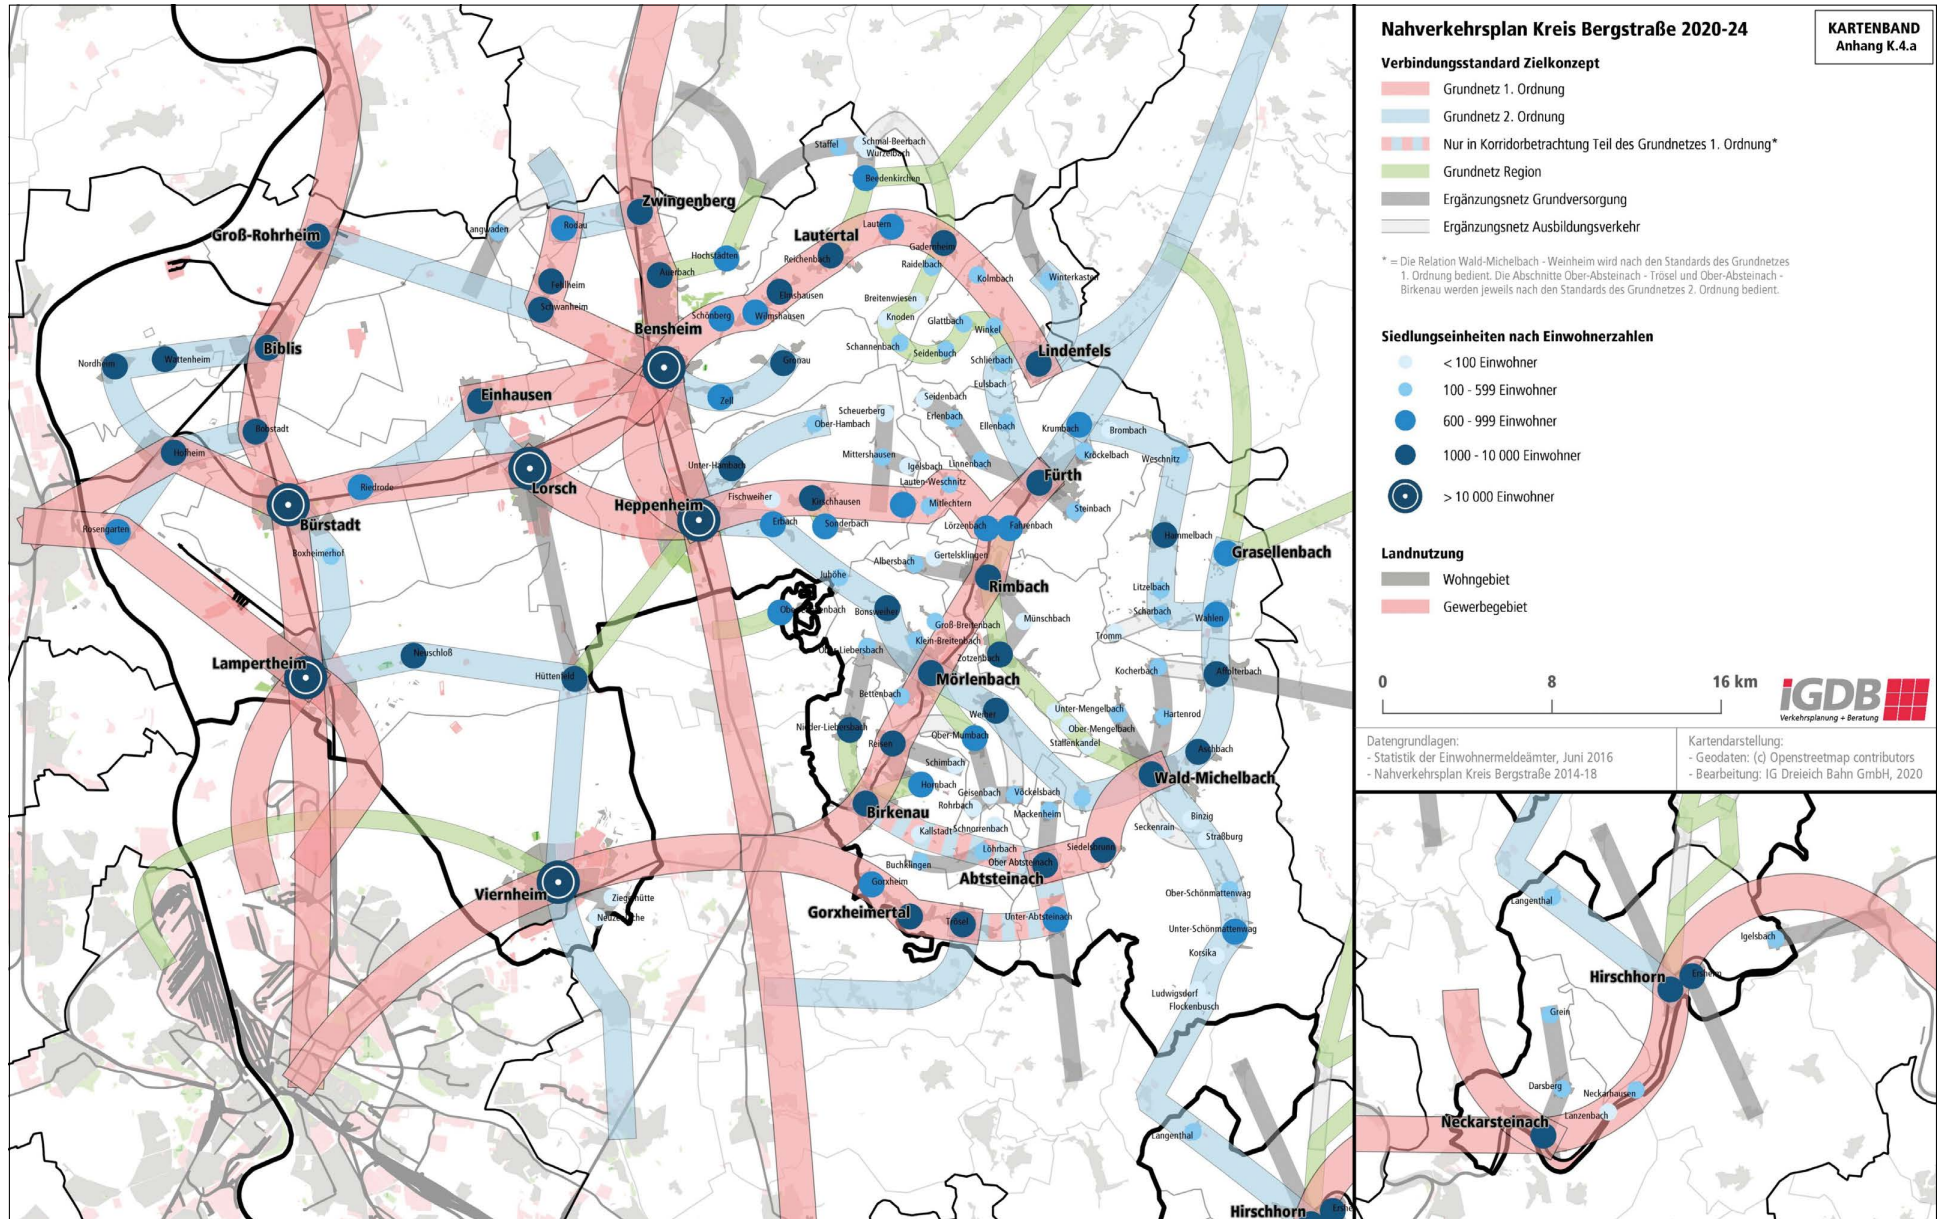 Nahverkehrsplan Kreis Bergstraße 2020-24
KARTENBAND
Anhang K.4.a
Verbindungsstandard Zielkonzept
Grundnetz 1. Ordnung
Grundnetz 2. Ordnung
Nur in Korridorbetrachtung Teil des Grundnetzes 1. Ordnung*
Grundnetz Region
Ergänzungsnetz Grundversorgung
Ergänzungsnetz Ausbildungsverkehr
* = Die Relation Wald-Michelbach - Weinheim wird nach den Standards des Grundnetzes
1. Ordnung bedient. Die Abschnitte Ober-Absteinach - Trösel und Ober-Absteinach -
Birkenau werden jeweils nach den Standards des Grundnetzes 2. Ordnung bedient.
Siedlungseinheiten nach Einwohnerzahlen
< 100 Einwohner
100 - 599 Einwohner
600 - 999 Einwohner
1000 - 10 000 Einwohner
> 10 000 Einwohner
Landnutzung
Wohngebiet
Gewerbegebiet
0 8 16 km
iGDB
Verkehrsplanung + Beratung
Datengrundlagen:
- Statistik der Einwohnermeldeämter, Juni 2016
- Nahverkehrsplan Kreis Bergstraße 2014-18
Kartendarstellung:
- Geodaten: (c) Openstreetmap contributors
- Bearbeitung: IG Dreieich Bahn GmbH, 2020
Staffel
Schmal-Beerbach
Wurzelbach
Beedenkirchen
Zwingenberg
Langwaden
Rodau
Groß-Rohrheim
Lautertal
Lautern
Gadernheim
Hochstädten
Reichenbach
Raidelbach
Auerbach
Kolmbach
Winterkasten
Fehlheim
Elmshausen
Schwanheim
Breitenwiesen
Schönberg
Wilmshausen
Knoden
Glattbach
Winkel
Bensheim
Biblis
Schannenbach
Seidenbuch
Lindenfels
Nordheim
Wattenheim
Gronau
Schlierbach
Eulsbach
Einhausen
Zell
Seidenbach
Scheuerberg
Erlenbach
Ober-Hambach
Ellenbach
Krumbach
Brombach
Bobstadt
Hofheim
Mittershausen
Kröckelbach
Weschnitz
Unter-Hambach
Igelsbach
Linnenbach
Fürth
Riedrode
Lorsch
Lauten-Weschnitz
Fischweiher
Kirschhausen
Mitlechtern
Heppenheim
Steinbach
Bürstadt
Rosengarten
Erbach
Sonderbach
Lörzenbach
Fahrenbach
Hammelbach
Boxheimerhof
Albersbach
Gertelsklingen
Grasellenbach
Juhöhe
Rimbach
Litzelbach
Bonsweiher
Scharbach
Wahlen
Groß-Breitenbach
Münschbach
Klein-Breitenbach
Tromm
Ober-Liebersbach
Zotzenbach
Neuschloß
Lampertheim
Hüttenfeld
Mörlenbach
Kocherbach
Affolterbach
Bettenbach
Weiher
Unter-Mengelbach
Hartenrod
Nieder-Liebersbach
Ober-Mengelbach
Reisen
Ober-Mumbach
Stallenkandel
Aschbach
Schimbach
Wald-Michelbach
Hornbach
Geisenbach
Vöckelsbach
Birkenau
Rohrbach
Mackenheim
Binzig
Kallstadt
Schnorrenbach
Seckenrain
Straßburg
Löhrbach
Siedelsbrunn
Buchklingen
Ober Abtsteinach
Abtsteinach
Gorxheim
Viernheim
Ziegelhütte
Ober-Schönmattenwag
Gorxheimertal
Trösel
Unter-Abtsteinach
Unter-Schönmattenwag
Korsika
Ludwigsdorf
Flockenbusch
Langenthal
Hirschhorn
Langenthal
Igelsbach
Hirschhorn
Ersheim
Grein
Darsberg
Neckarhausen
Lanzenbach
Neckarsteinach